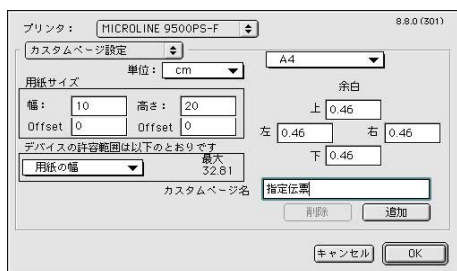 プリンタ： MICROLINE 9500PS-F 8.8.0 (301)
カスタムページ設定
単位： cm A4
用紙サイズ
幅： 10 高さ： 20
Offset 0 Offset 0
余白
上 0.46
左 0.46 右 0.46
下 0.46
デバイスの許容範囲は以下のとおりです
用紙の幅 最大
32.81
カスタムページ名 指定伝票
削除 追加
キャンセル OK